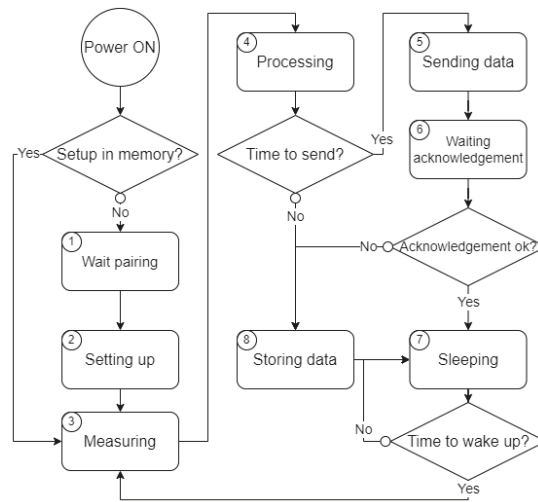 Power ON
Setup in memory?
Yes
No
1
Wait pairing
2
Setting up
3
Measuring
4
Processing
Time to send?
Yes
No
5
Sending data
6
Waiting
acknowledgement
Acknowledgement ok?
No
Yes
8
Storing data
7
Sleeping
No
Time to wake up?
Yes